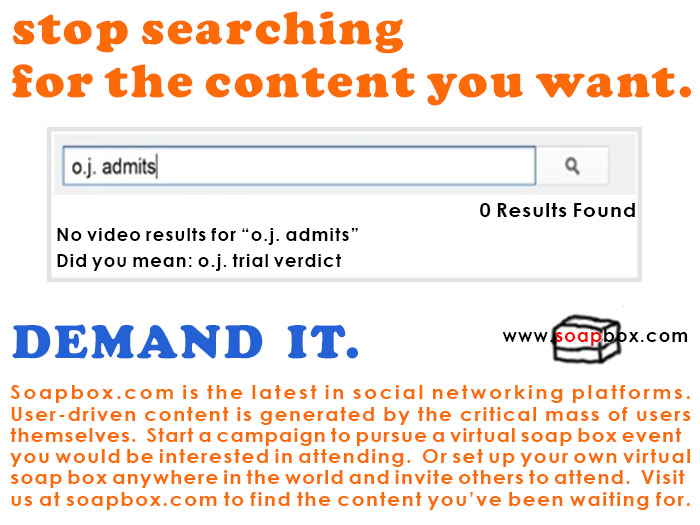 stop searching
for the content you want.
o.j. admits
0 Results Found
No video results for “o.j. admits”
Did you mean: o.j. trial verdict
DEMAND IT.
www.soapbox.com
Soapbox.com is the latest in social networking platforms.
User-driven content is generated by the critical mass of users
themselves. Start a campaign to pursue a virtual soap box event
you would be interested in attending. Or set up your own virtual
soap box anywhere in the world and invite others to attend. Visit
us at soapbox.com to find the content you’ve been waiting for.